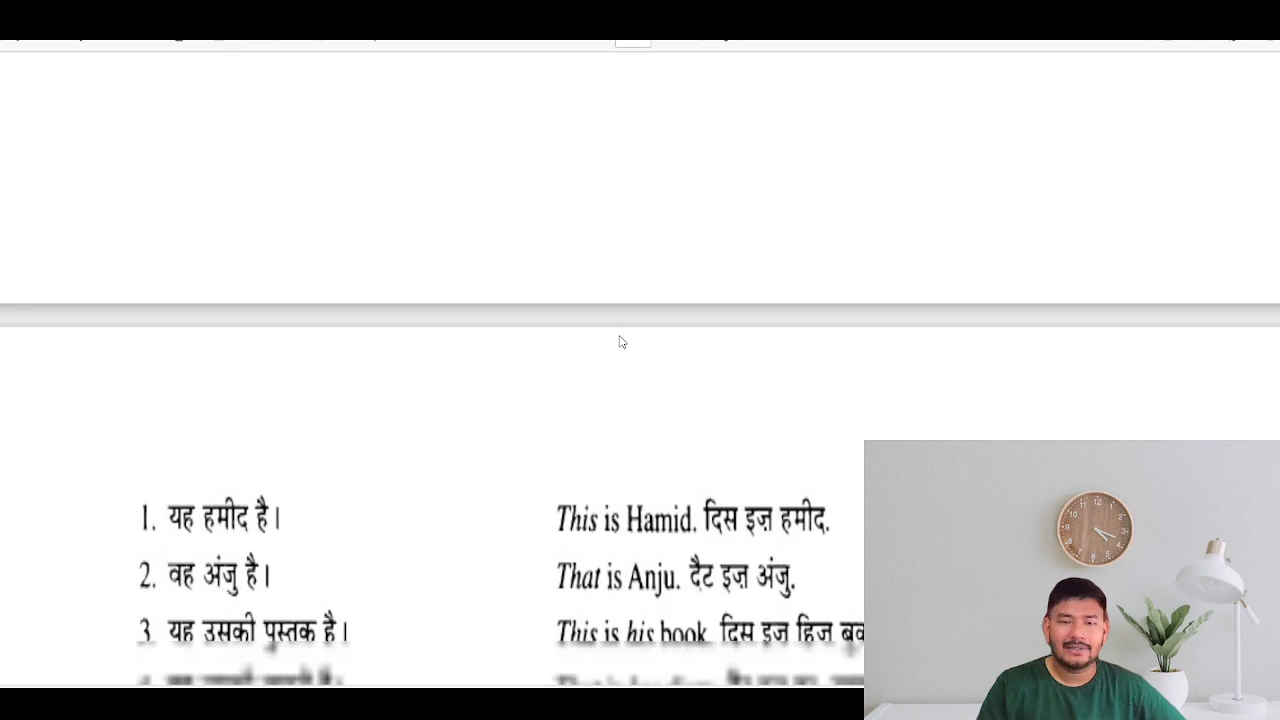 1. यह हमीद है। This is Hamid. दिस इज़ हमीद.
2. वह अंजु है। That is Anju. दैट इज़ अंजु.
3. यह उसकी पुस्तक है। This is his book. दिस इज़ हिज़